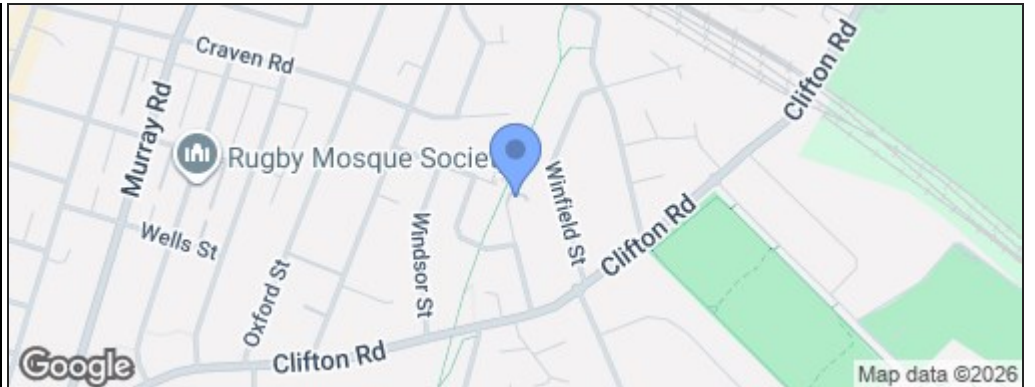 Craven Rd
Murray Rd
Clifton Rd
Rugby Mosque Societ
Winfield St
Clifton Rd
Windsor St
Wells St
Oxford St
Clifton Rd
Google
Map data ©2026